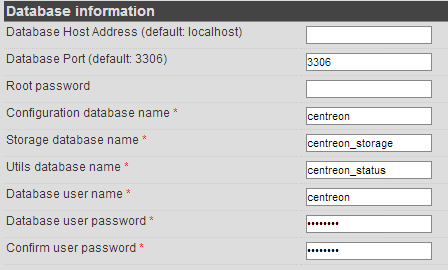 Database information
Database Host Address (default: localhost)
Database Port (default: 3306) 3306
Root password
Configuration database name * centreon
Storage database name * centreon_storage
Utils database name * centreon_status
Database user name * centreon
Database user password * ••••••••
Confirm user password * ••••••••